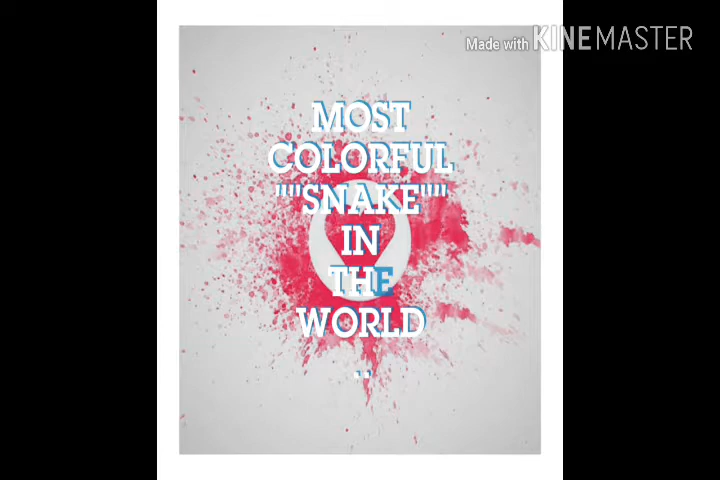 Made with KINEMASTER
MOST
COLORFUL
""SNAKE""
IN
THE
WORLD
..